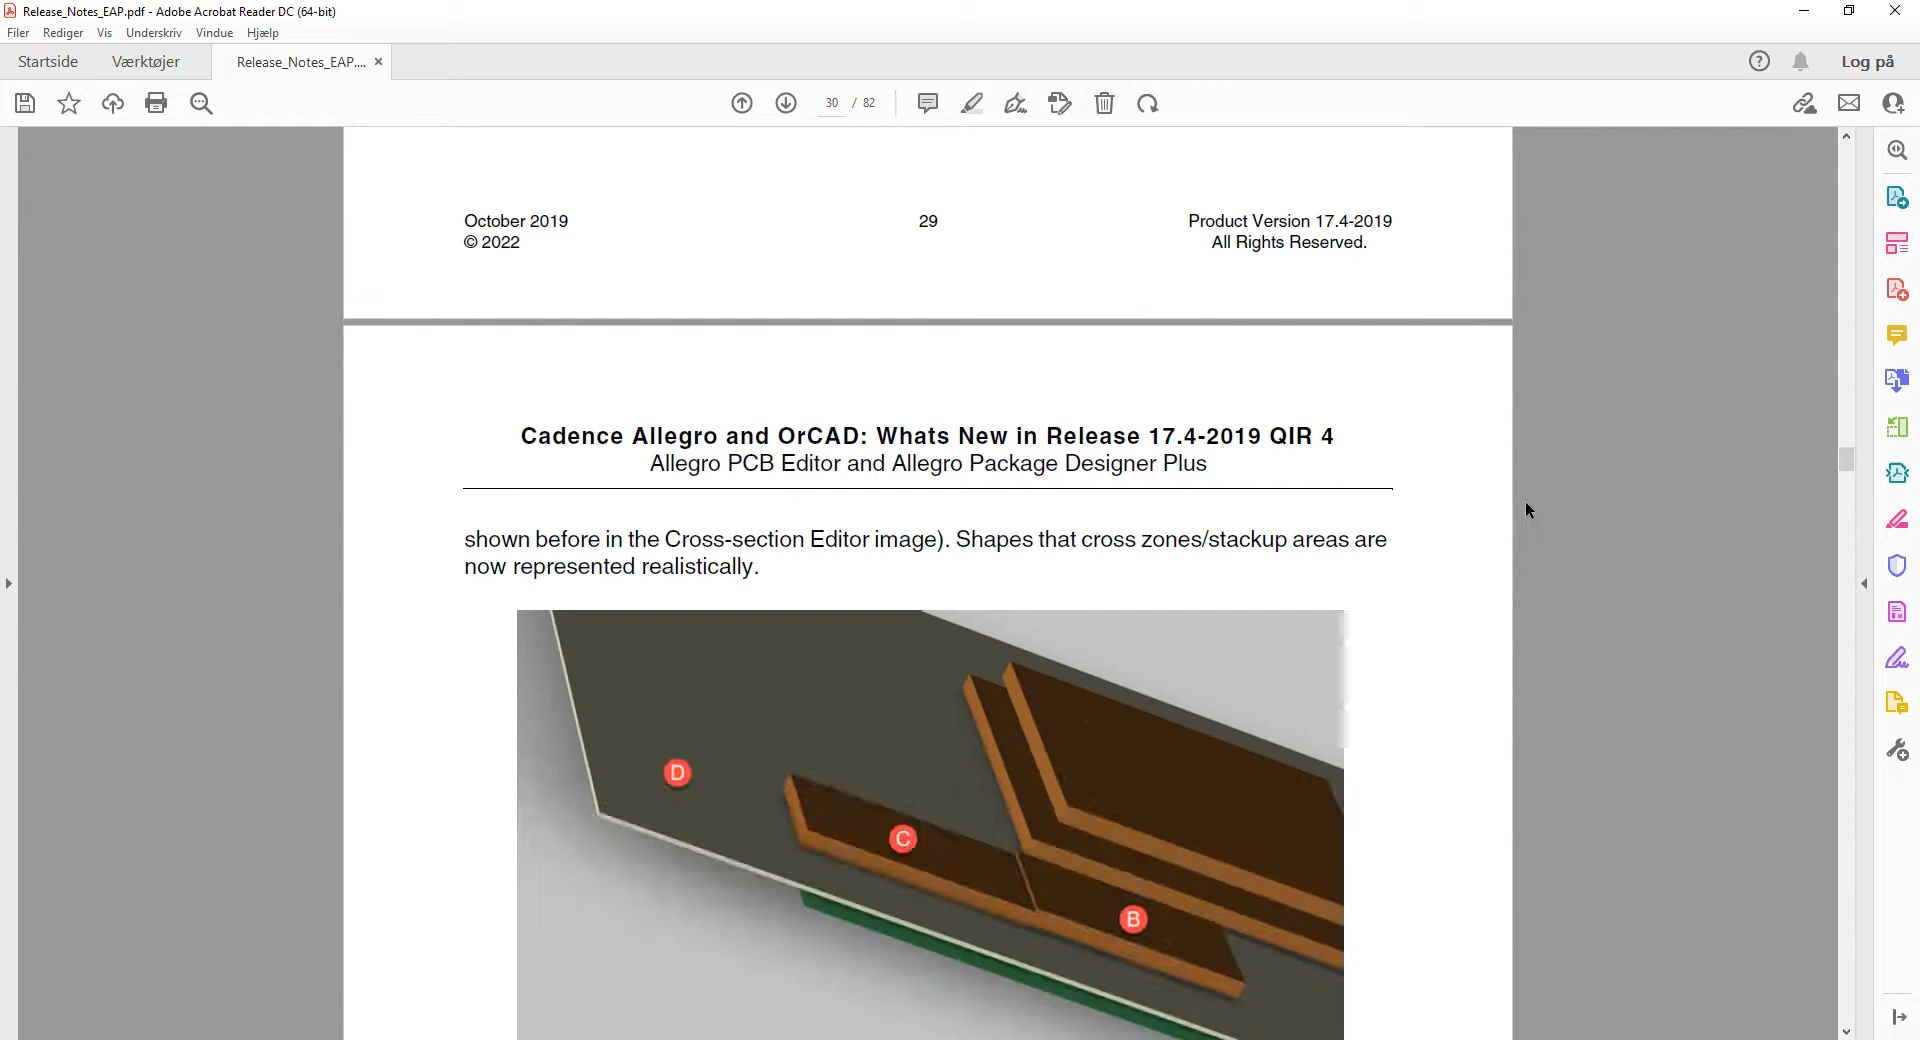 Release_Notes_EAP.pdf - Adobe Acrobat Reader DC (64-bit)
Filer Rediger Vis Underskriv Vindue Hjælp
Startside Værktøjer Release_Notes_EAP.... × Log på
30 / 82
October 2019 29 Product Version 17.4-2019
© 2022 All Rights Reserved.
Cadence Allegro and OrCAD: Whats New in Release 17.4-2019 QIR 4
Allegro PCB Editor and Allegro Package Designer Plus
shown before in the Cross-section Editor image). Shapes that cross zones/stackup areas are
now represented realistically.
D
C
B